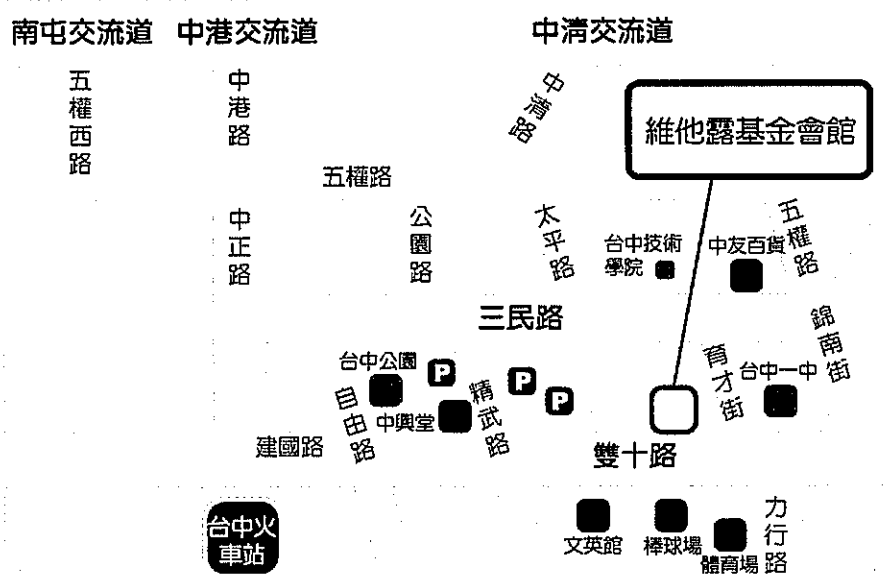 南屯交流道 中港交流道 中清交流道
五權西路
中港路
中清路
維他露基金會館
五權路
中正路
公園路
太平路
台中技術
學院
中友百貨
五權路
三民路
錦南街
台中公園
P
P
P
自由路
中興堂
精武路
育才街
台中一中
建國路
雙十路
台中火
車站
文英館
棒球場
體育場
力行路